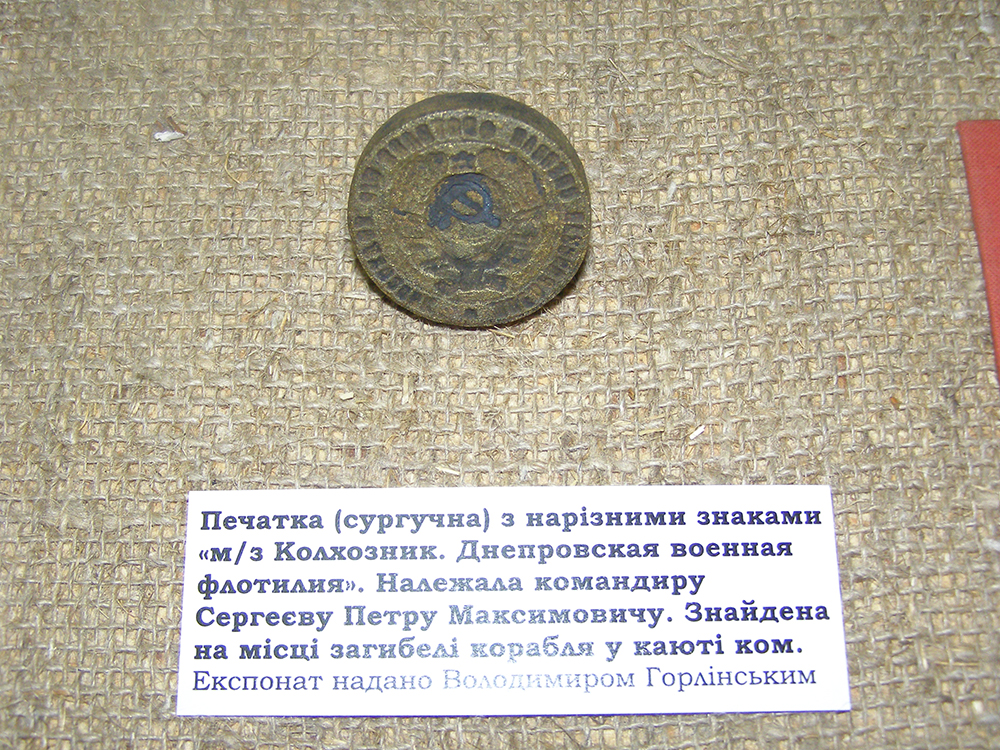 Печатка (сургучна) з нарізними знаками
«м/з Колхозник. Днепровская военная
флотилия». Належала командиру
Сергеєву Петру Максимовичу. Знайдена
на місці загибелі корабля у каюті ком.
Експонат надано Володимиром Горлінським